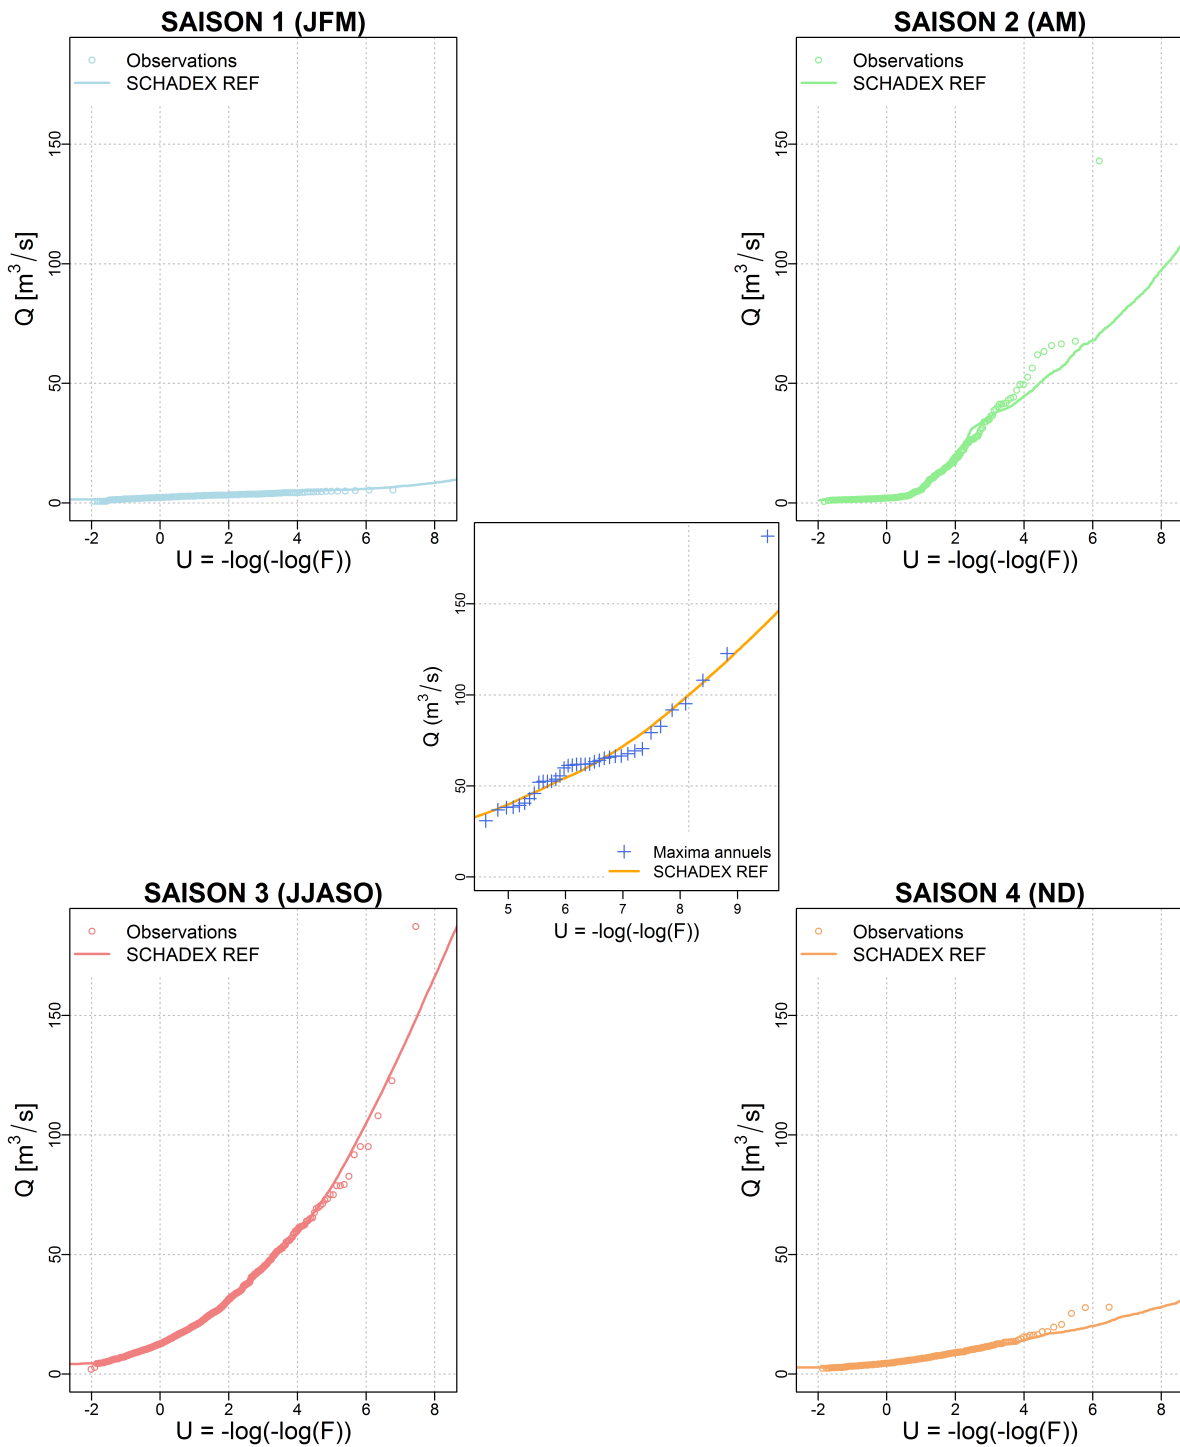 SAISON 1 (JFM)
Observations
SCHADEX REF
Q [m³/s]
0
50
100
150
-2 0 2 4 6 8
U = -log(-log(F))
SAISON 2 (AM)
Observations
SCHADEX REF
Q [m³/s]
0
50
100
150
-2 0 2 4 6 8
U = -log(-log(F))
Q (m³/s)
0
50
100
150
Maxima annuels
SCHADEX REF
5 6 7 8 9
U = -log(-log(F))
SAISON 3 (JJASO)
Observations
SCHADEX REF
Q [m³/s]
0
50
100
150
-2 0 2 4 6 8
U = -log(-log(F))
SAISON 4 (ND)
Observations
SCHADEX REF
Q [m³/s]
0
50
100
150
-2 0 2 4 6 8
U = -log(-log(F))